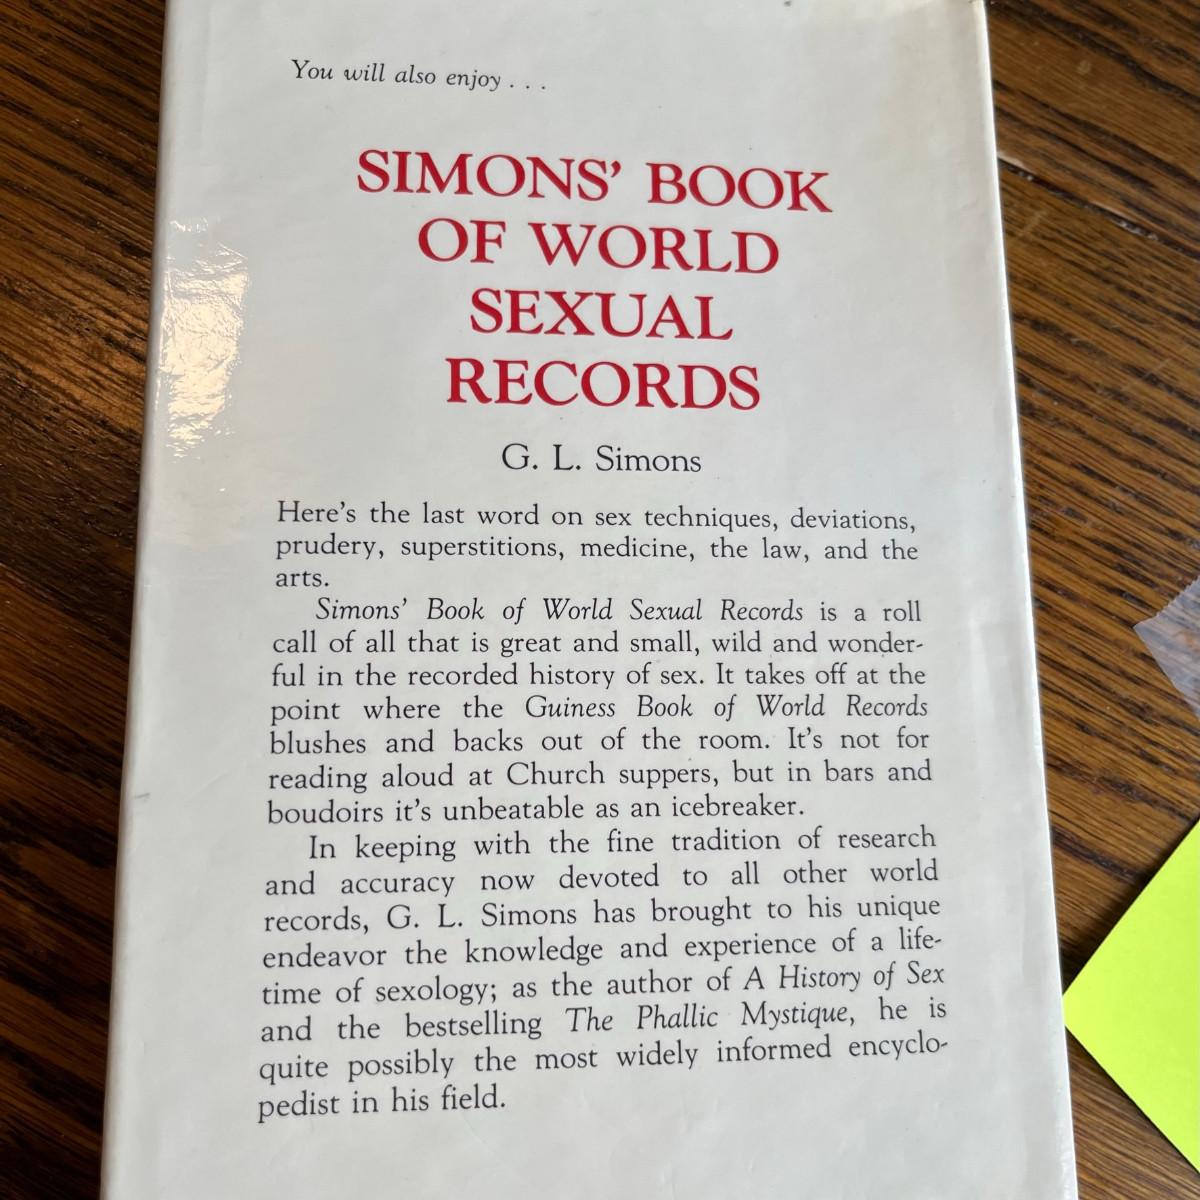 You will also enjoy . . .
SIMONS' BOOK
OF WORLD
SEXUAL
RECORDS
G. L. Simons
Here's the last word on sex techniques, deviations,
prudery, superstitions, medicine, the law, and the
arts.
Simons' Book of World Sexual Records is a roll
call of all that is great and small, wild and wonder-
ful in the recorded history of sex. It takes off at the
point where the Guiness Book of World Records
blushes and backs out of the room. It's not for
reading aloud at Church suppers, but in bars and
boudoirs it's unbeatable as an icebreaker.
In keeping with the fine tradition of research
and accuracy now devoted to all other world
records, G. L. Simons has brought to his unique
endeavor the knowledge and experience of a life-
time of sexology; as the author of A History of Sex
and the bestselling The Phallic Mystique, he is
quite possibly the most widely informed encyclo-
pedist in his field.